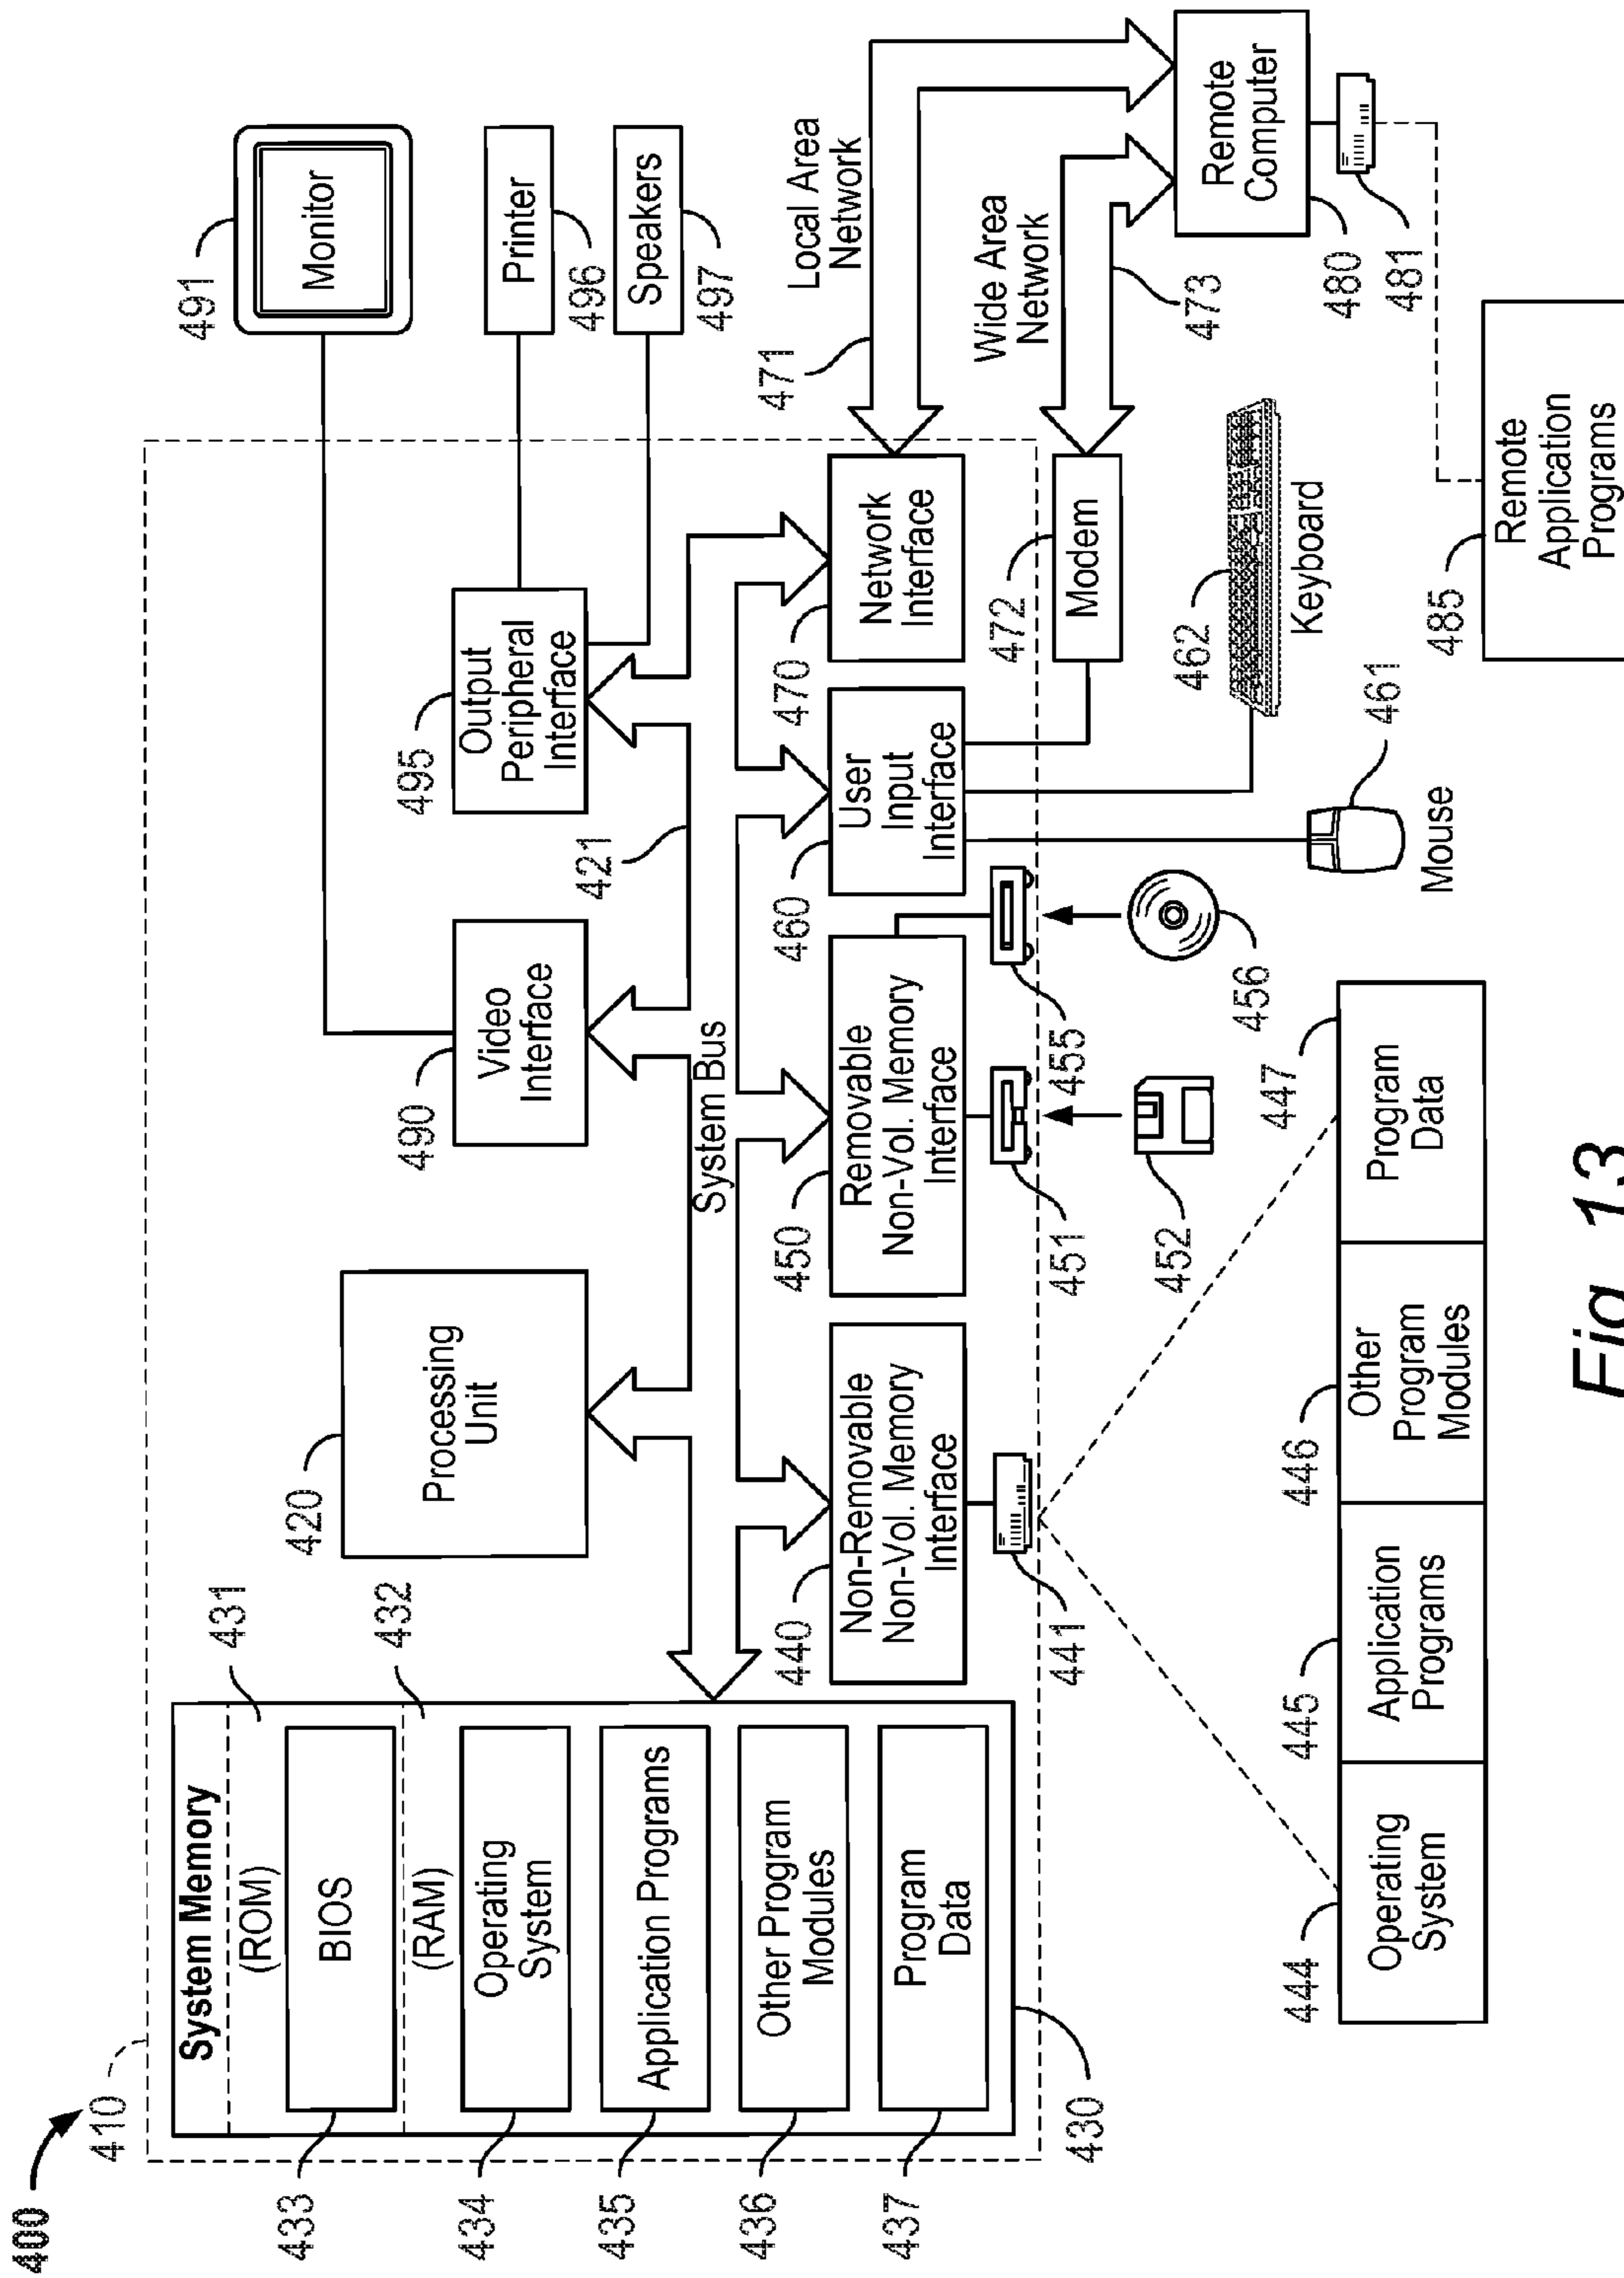 400
410
System Memory
(ROM)
431
BIOS
433
(RAM)
432
Operating
System
434
Application Programs
435
Other Program
Modules
436
Program
Data
437
430
420
Processing
Unit
490
Video
Interface
495
Output
Peripheral
Interface
491
Monitor
Printer
496
Speakers
497
421
System Bus
440
Non-Removable
Non-Vol. Memory
Interface
450
Removable
Non-Vol. Memory
Interface
460
User
Input
Interface
470
Network
Interface
471
Local Area
Network
Wide Area
Network
472
Modem
473
Remote
Computer
480
481
441
451
455
452
456
462
Keyboard
461
Mouse
485
Remote
Application
Programs
444
Operating
System
445
Application
Programs
446
Other
Program
Modules
447
Program
Data
Fig. 13